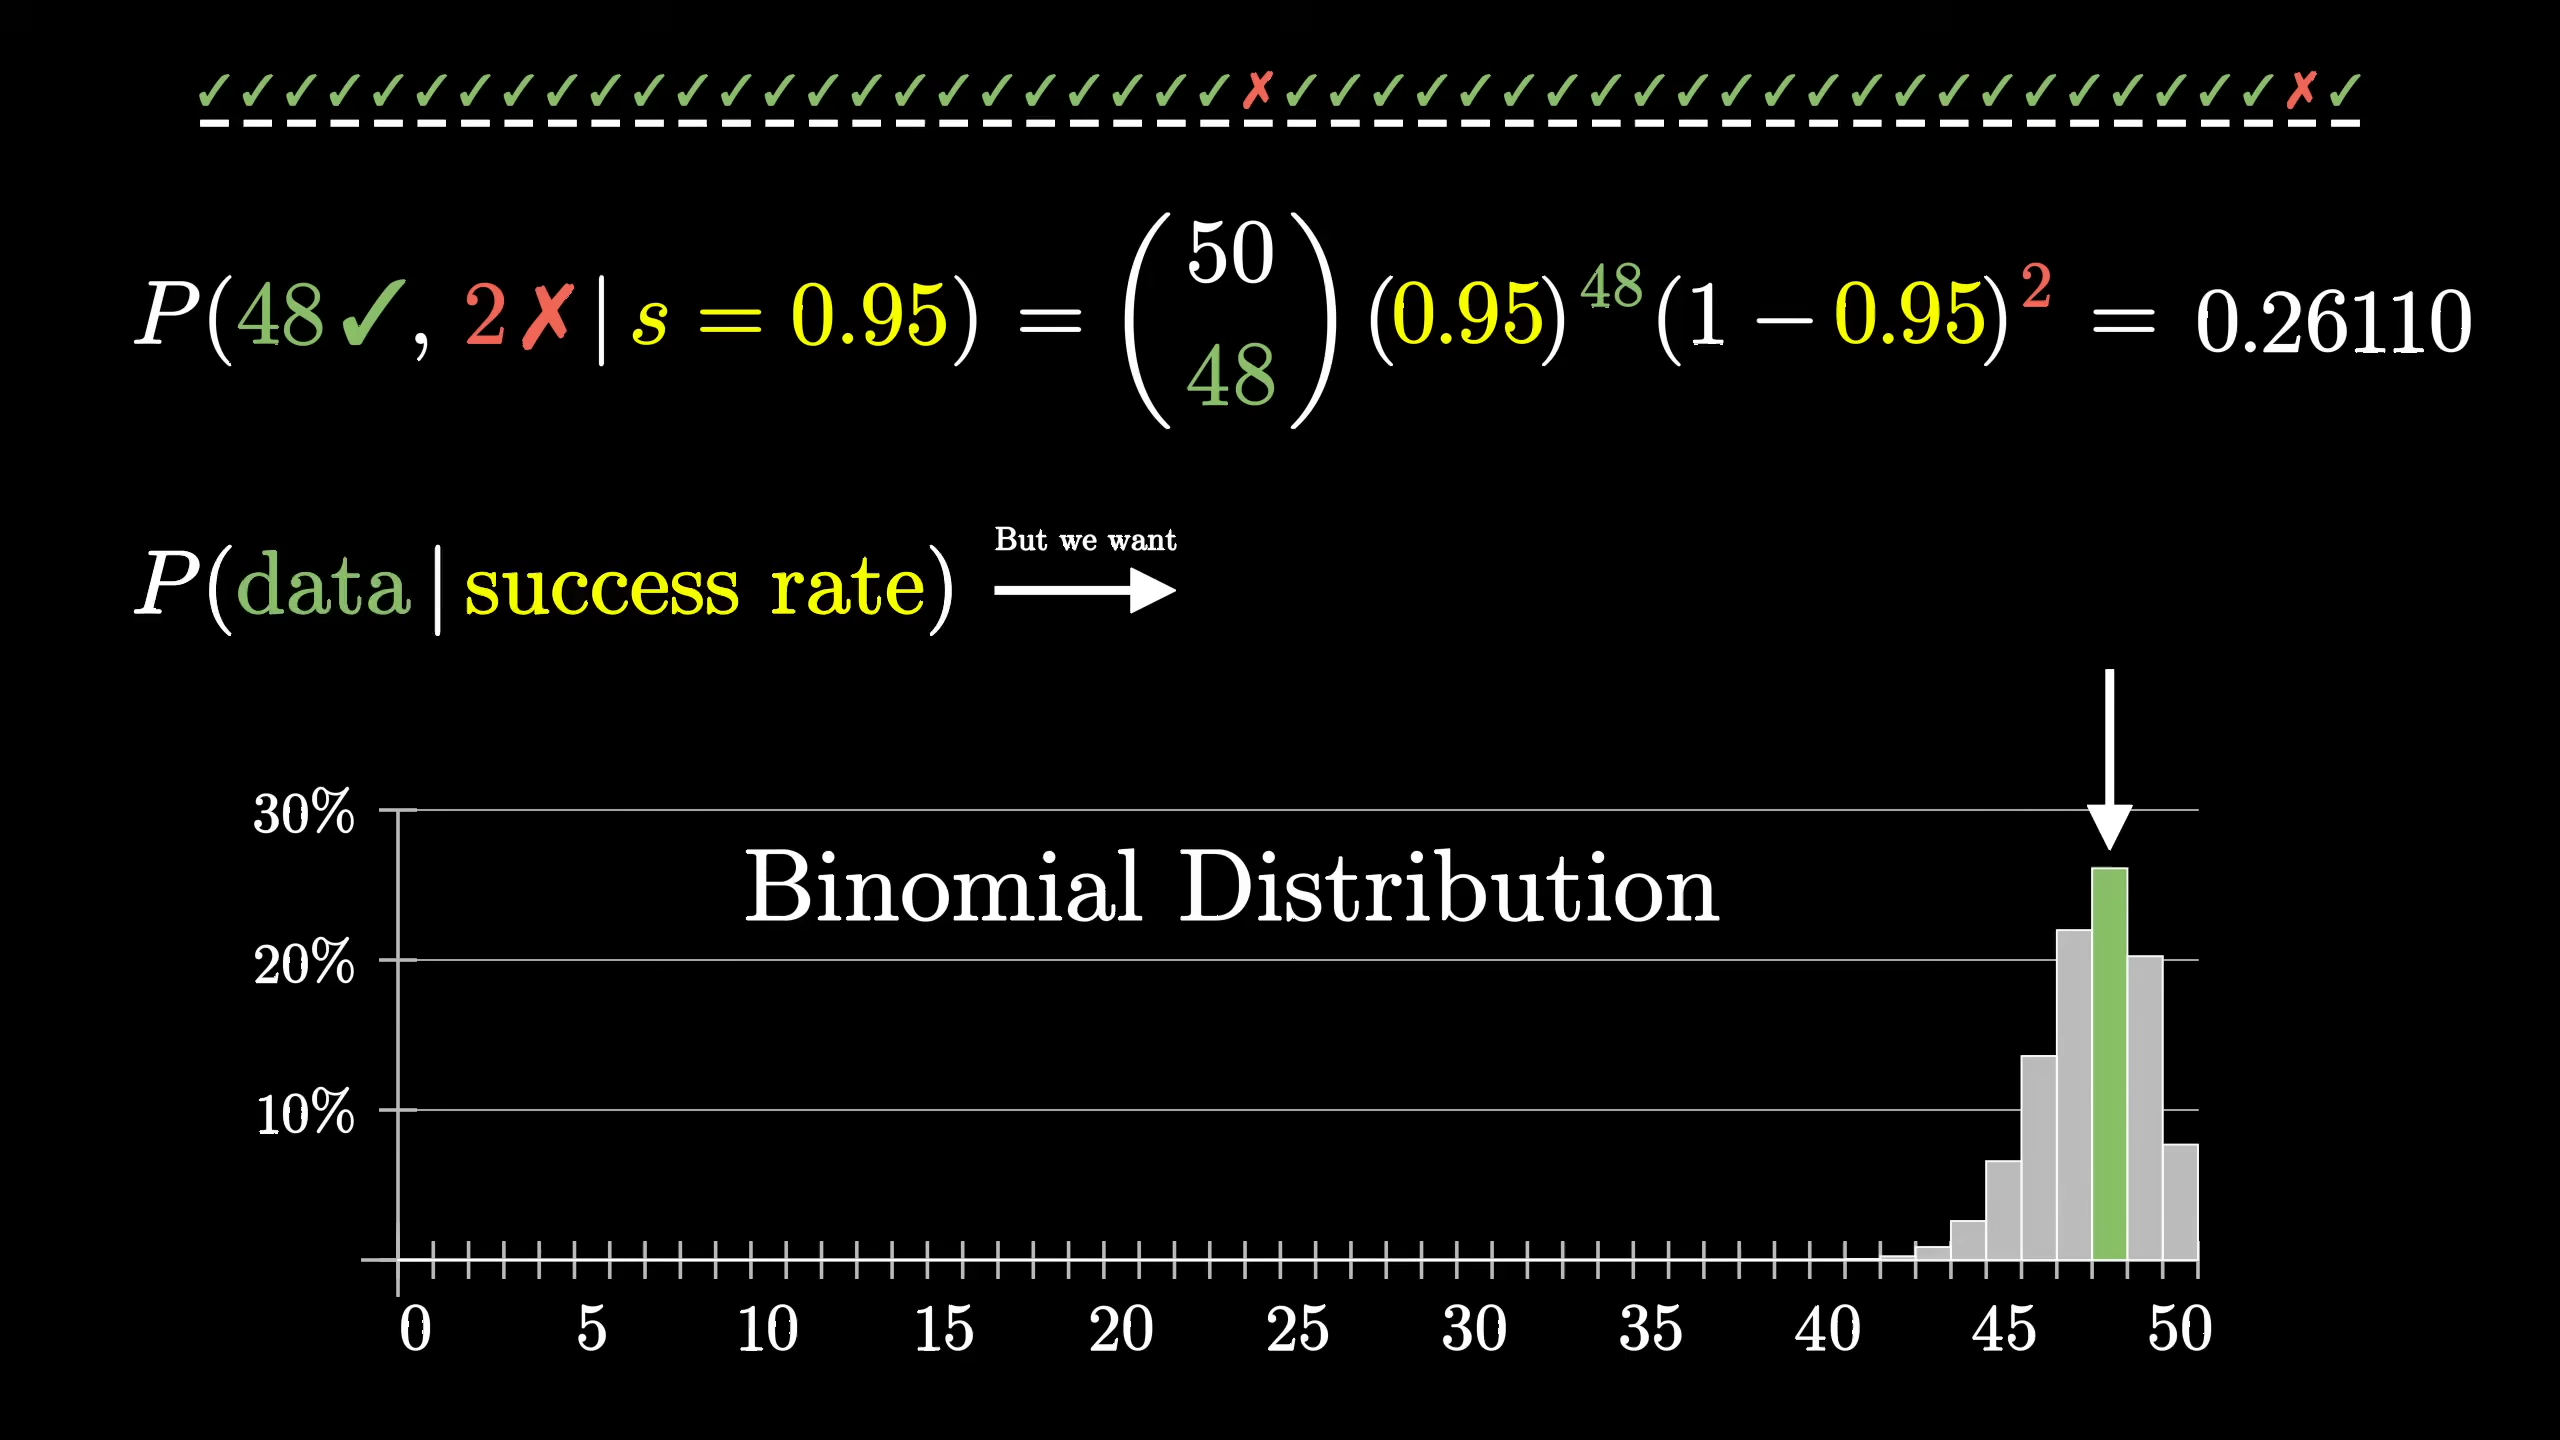 ✓✓✓✓✓✓✓✓✓✓✓✓✓✓✓✓✓✓✓✓✓✓✓✓✗✓✓✓✓✓✓✓✓✓✓✓✓✓✓✓✓✓✓✓✓✓✓✓✗✓
P(48✓, 2✗ | s = 0.95) = (50 48) (0.95)^48 (1 − 0.95)^2 = 0.26110
But we want
P(data | success rate)
30%
Binomial Distribution
20%
10%
0 5 10 15 20 25 30 35 40 45 50